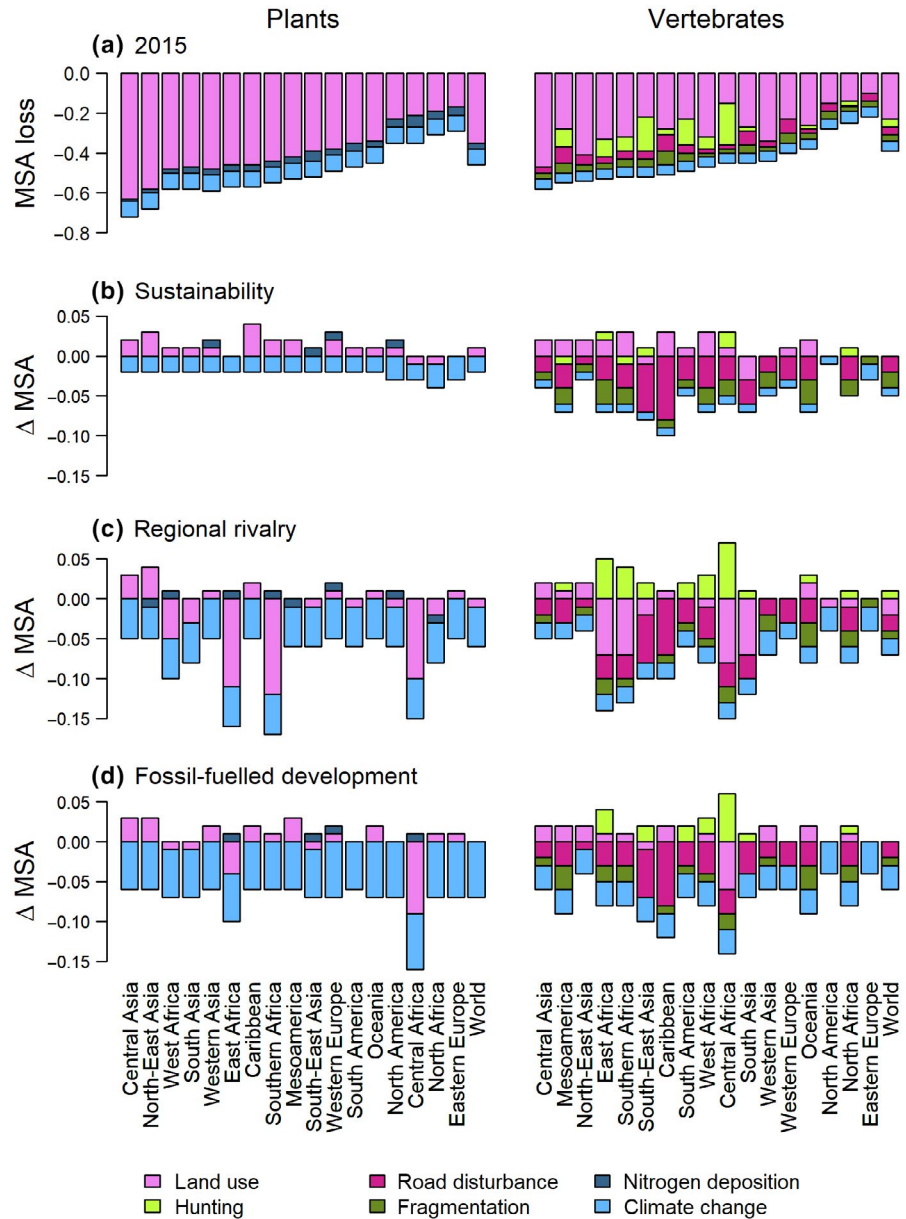 Plants
Vertebrates
(a) 2015
MSA loss
0.0
−0.2
−0.4
−0.6
−0.8
(b) Sustainability
Δ MSA
0.05
0.00
−0.05
−0.10
−0.15
(c) Regional rivalry
Δ MSA
0.05
0.00
−0.05
−0.10
−0.15
(d) Fossil-fuelled development
Δ MSA
0.05
0.00
−0.05
−0.10
−0.15
Central Asia
North-East Asia
West Africa
South Asia
Western Asia
East Africa
Caribbean
Southern Africa
Mesoamerica
South-East Asia
Western Europe
South America
Oceania
North America
Central Africa
North Africa
Eastern Europe
World
Central Asia
Mesoamerica
North-East Asia
East Africa
Southern Africa
South-East Asia
Caribbean
South America
West Africa
Central Africa
South Asia
Western Asia
Western Europe
Oceania
North America
North Africa
Eastern Europe
World
Land use
Road disturbance
Nitrogen deposition
Hunting
Fragmentation
Climate change